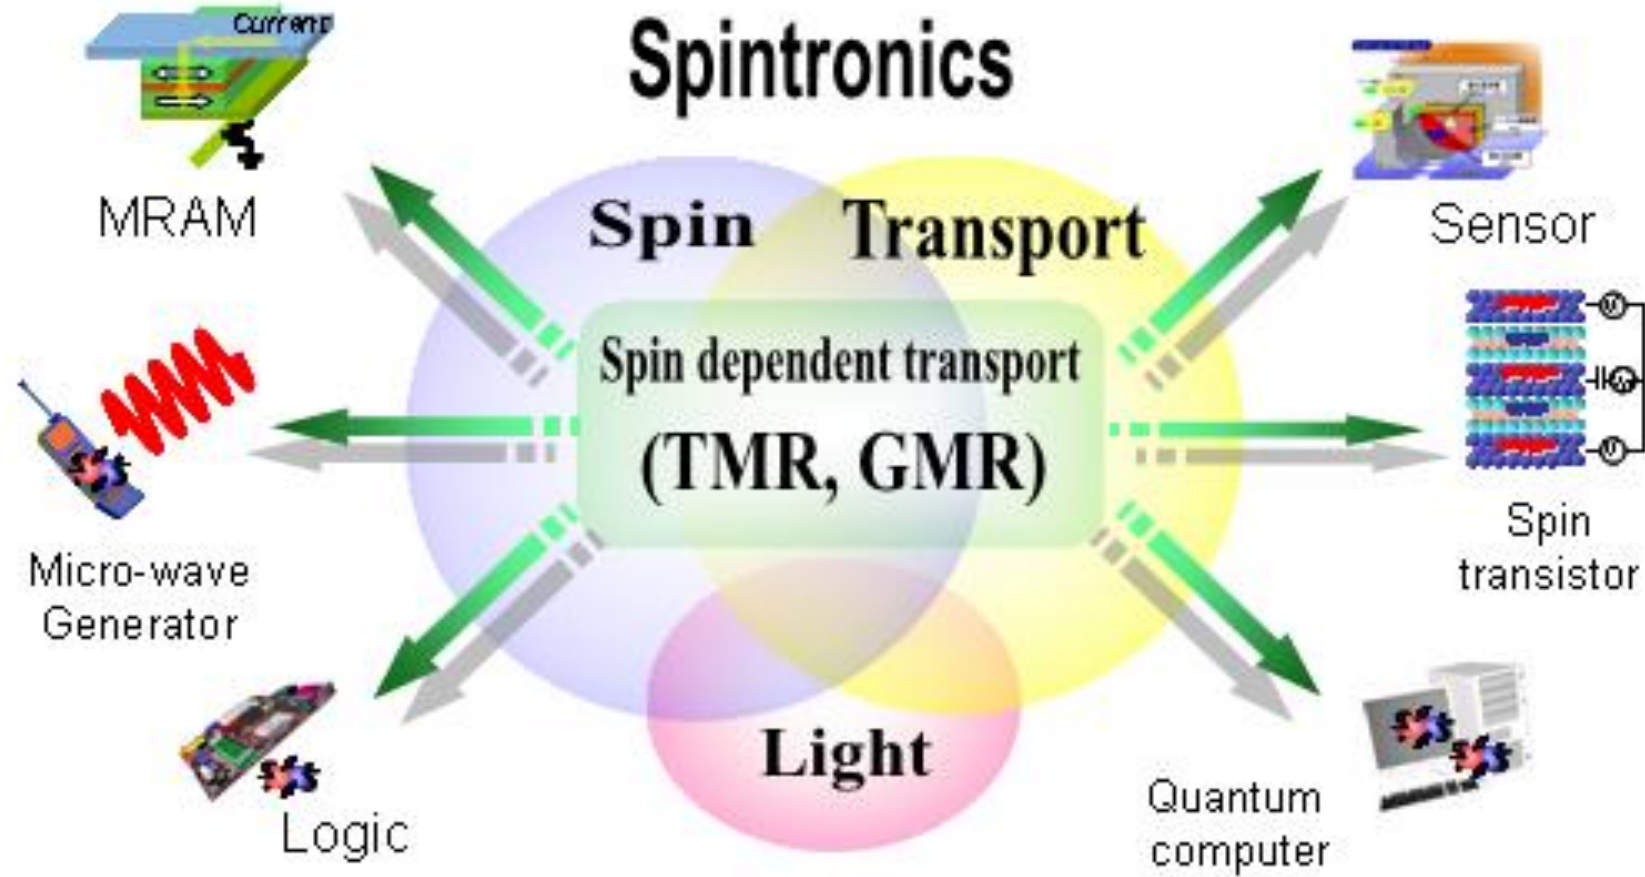 Spintronics
Current
MRAM
Sensor
Spin
Transport
Spin dependent transport
(TMR, GMR)
Micro-wave
Generator
Spin
transistor
Light
Logic
Quantum
computer